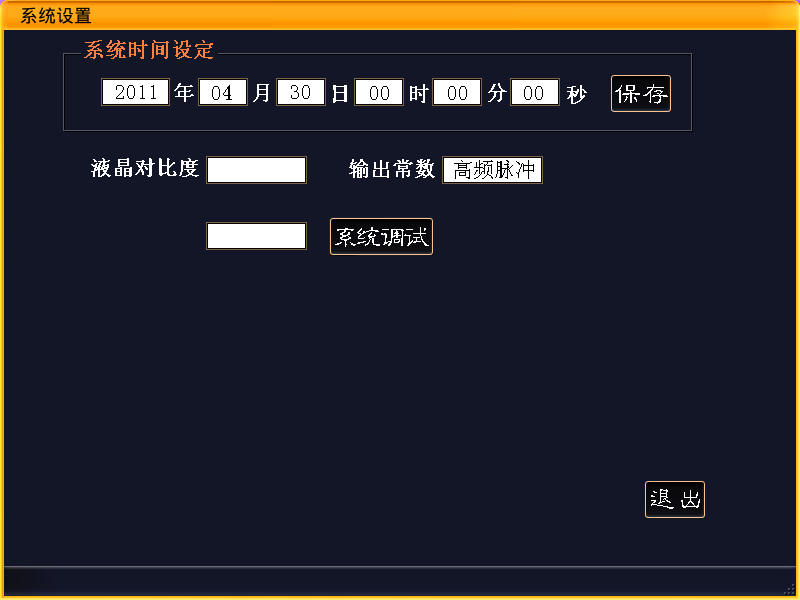 系统设置
系统时间设定
2011 年 04 月 30 日 00 时 00 分 00 秒 保存
液晶对比度 输出常数 高频脉冲
系统调试
退出